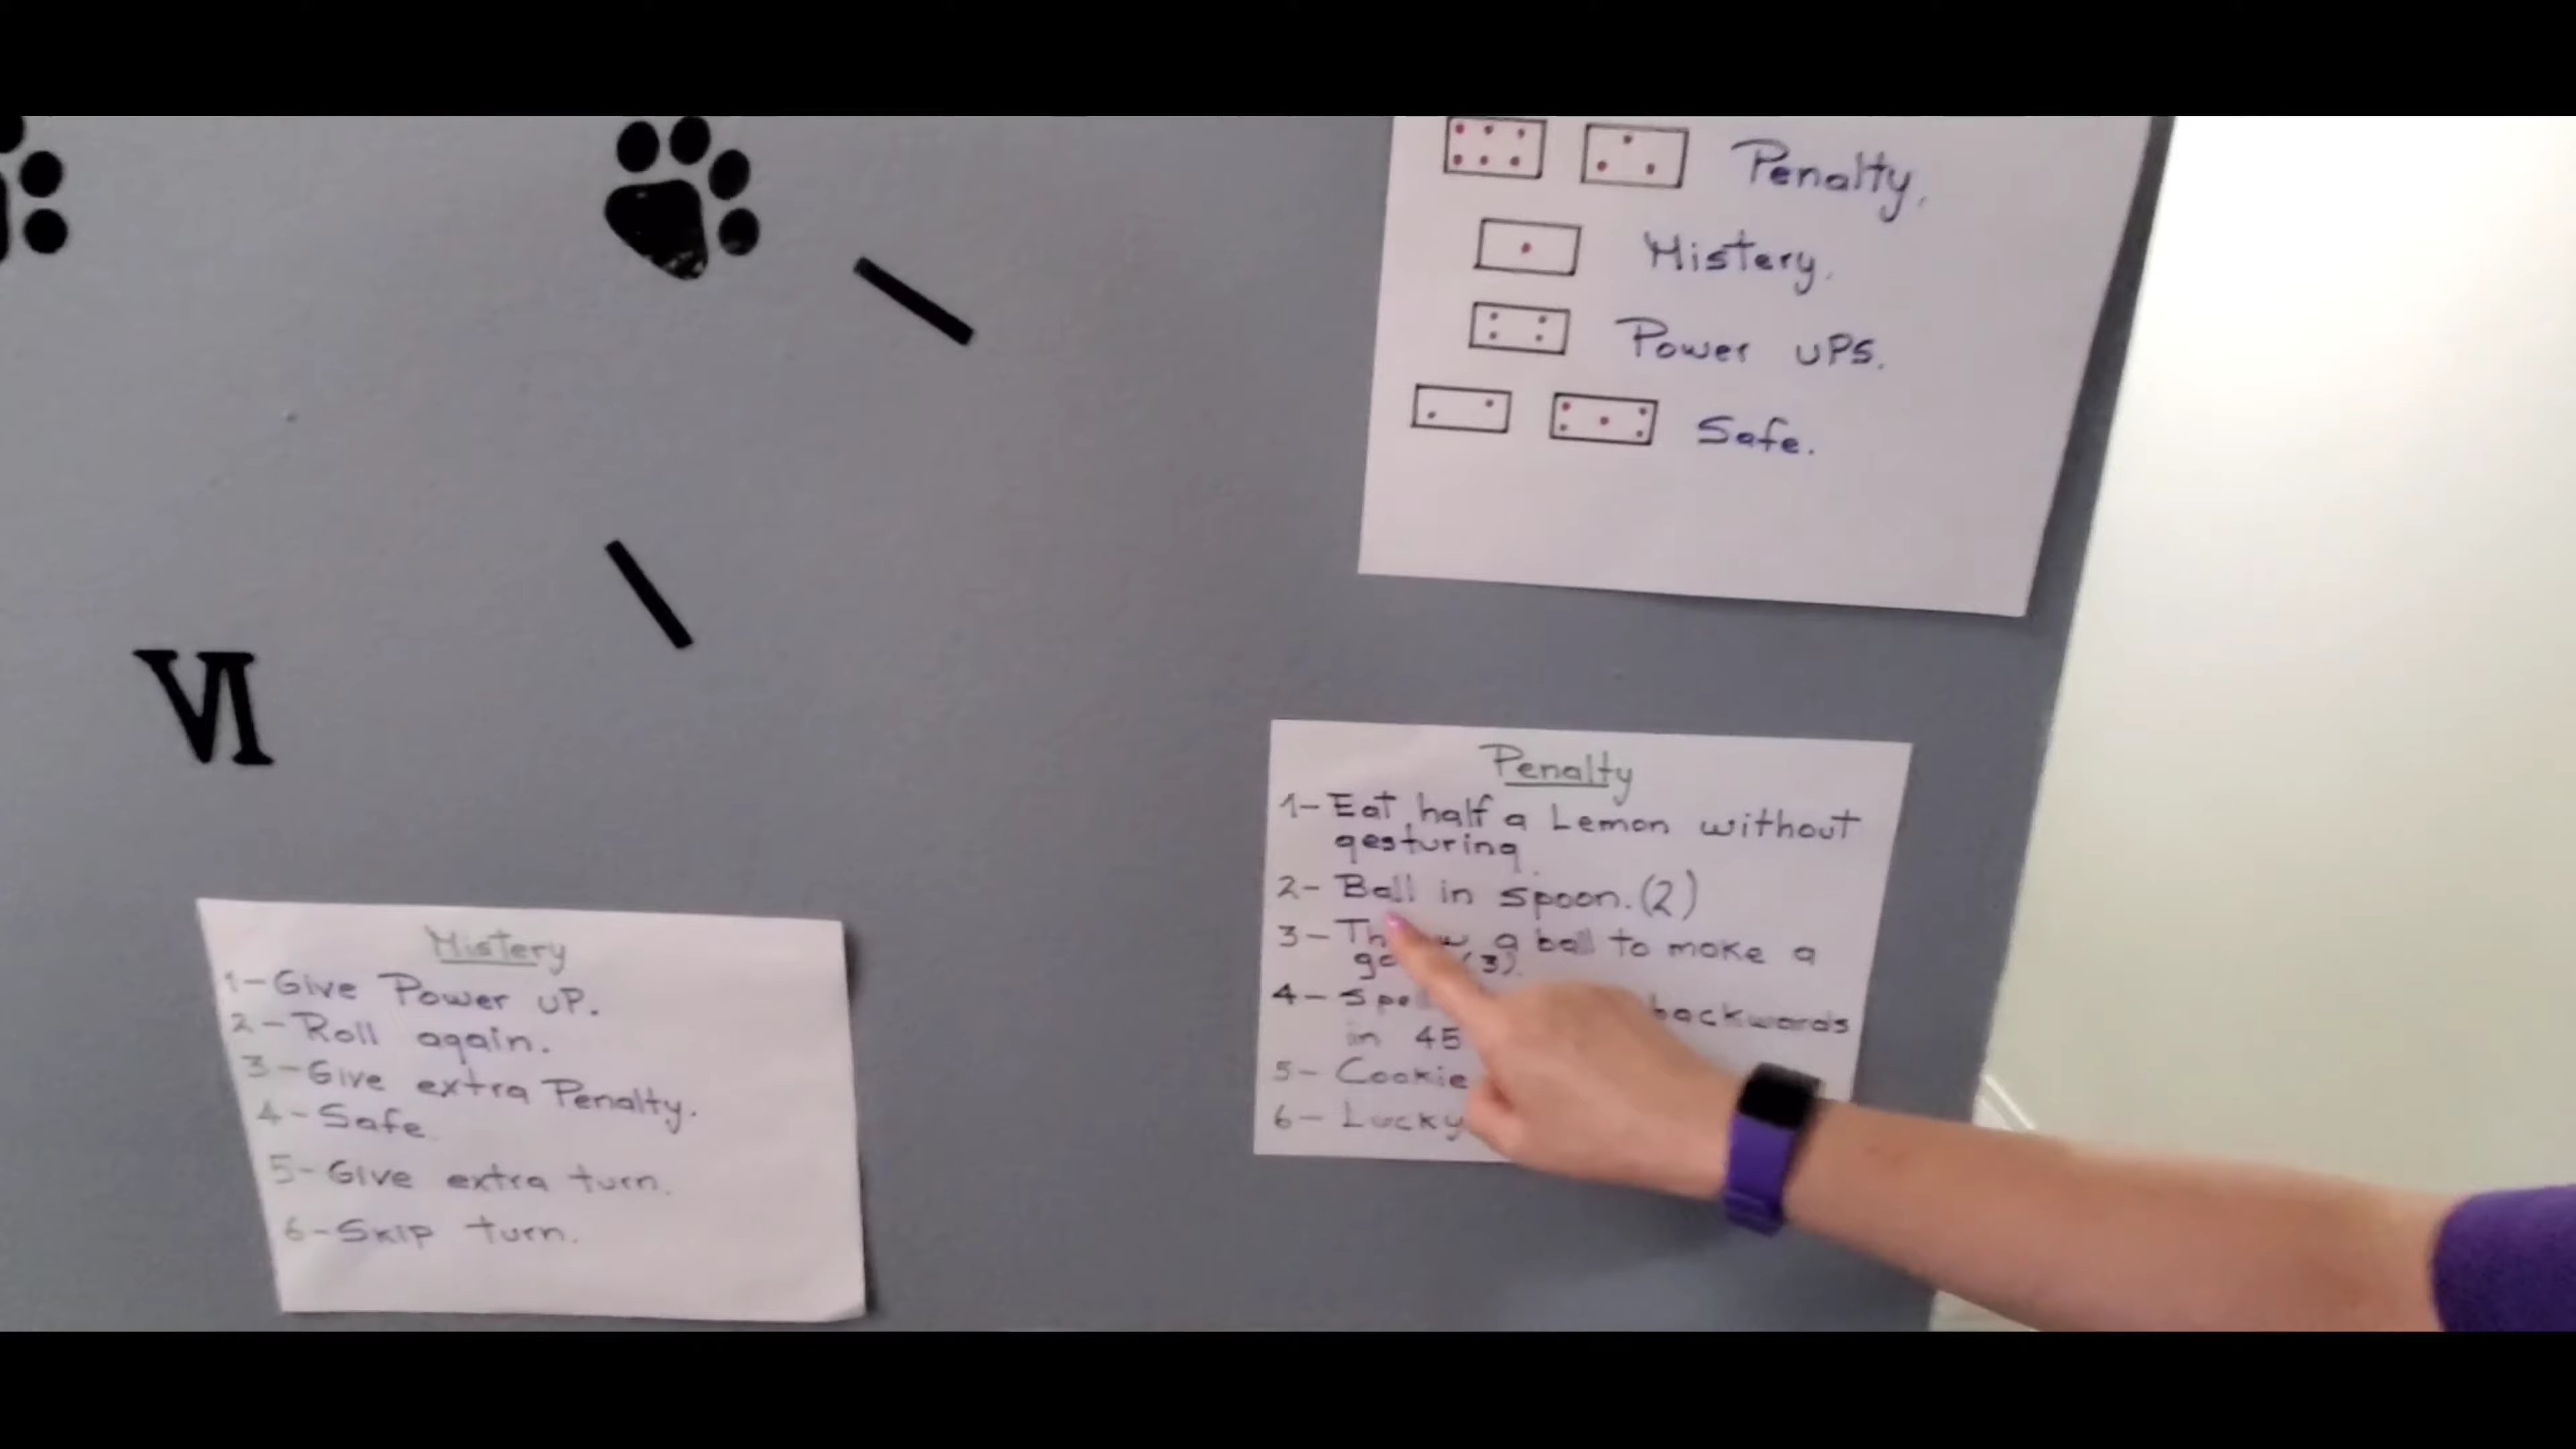 Penalty.
Mistery.
Power UPS.
Safe.
VI
Penalty
1- Eat half a Lemon without
gesturing.
2- Ball in spoon. (2)
3- a ball to make a
(3).
4- backwards
in 45
5- Cookie
6- Lucky
Mistery
1- Give Power UP.
2- Roll again.
3- Give extra Penalty.
4- Safe
5- Give extra turn.
6- Skip turn.